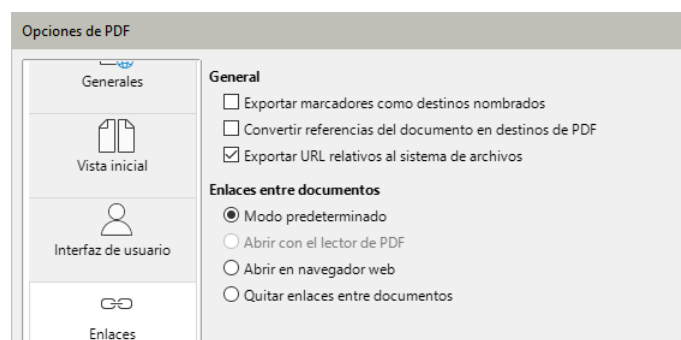 Opciones de PDF
Generales
Vista inicial
Interfaz de usuario
Enlaces
General
Exportar marcadores como destinos nombrados
Convertir referencias del documento en destinos de PDF
Exportar URL relativos al sistema de archivos
Enlaces entre documentos
Modo predeterminado
Abrir con el lector de PDF
Abrir en navegador web
Quitar enlaces entre documentos